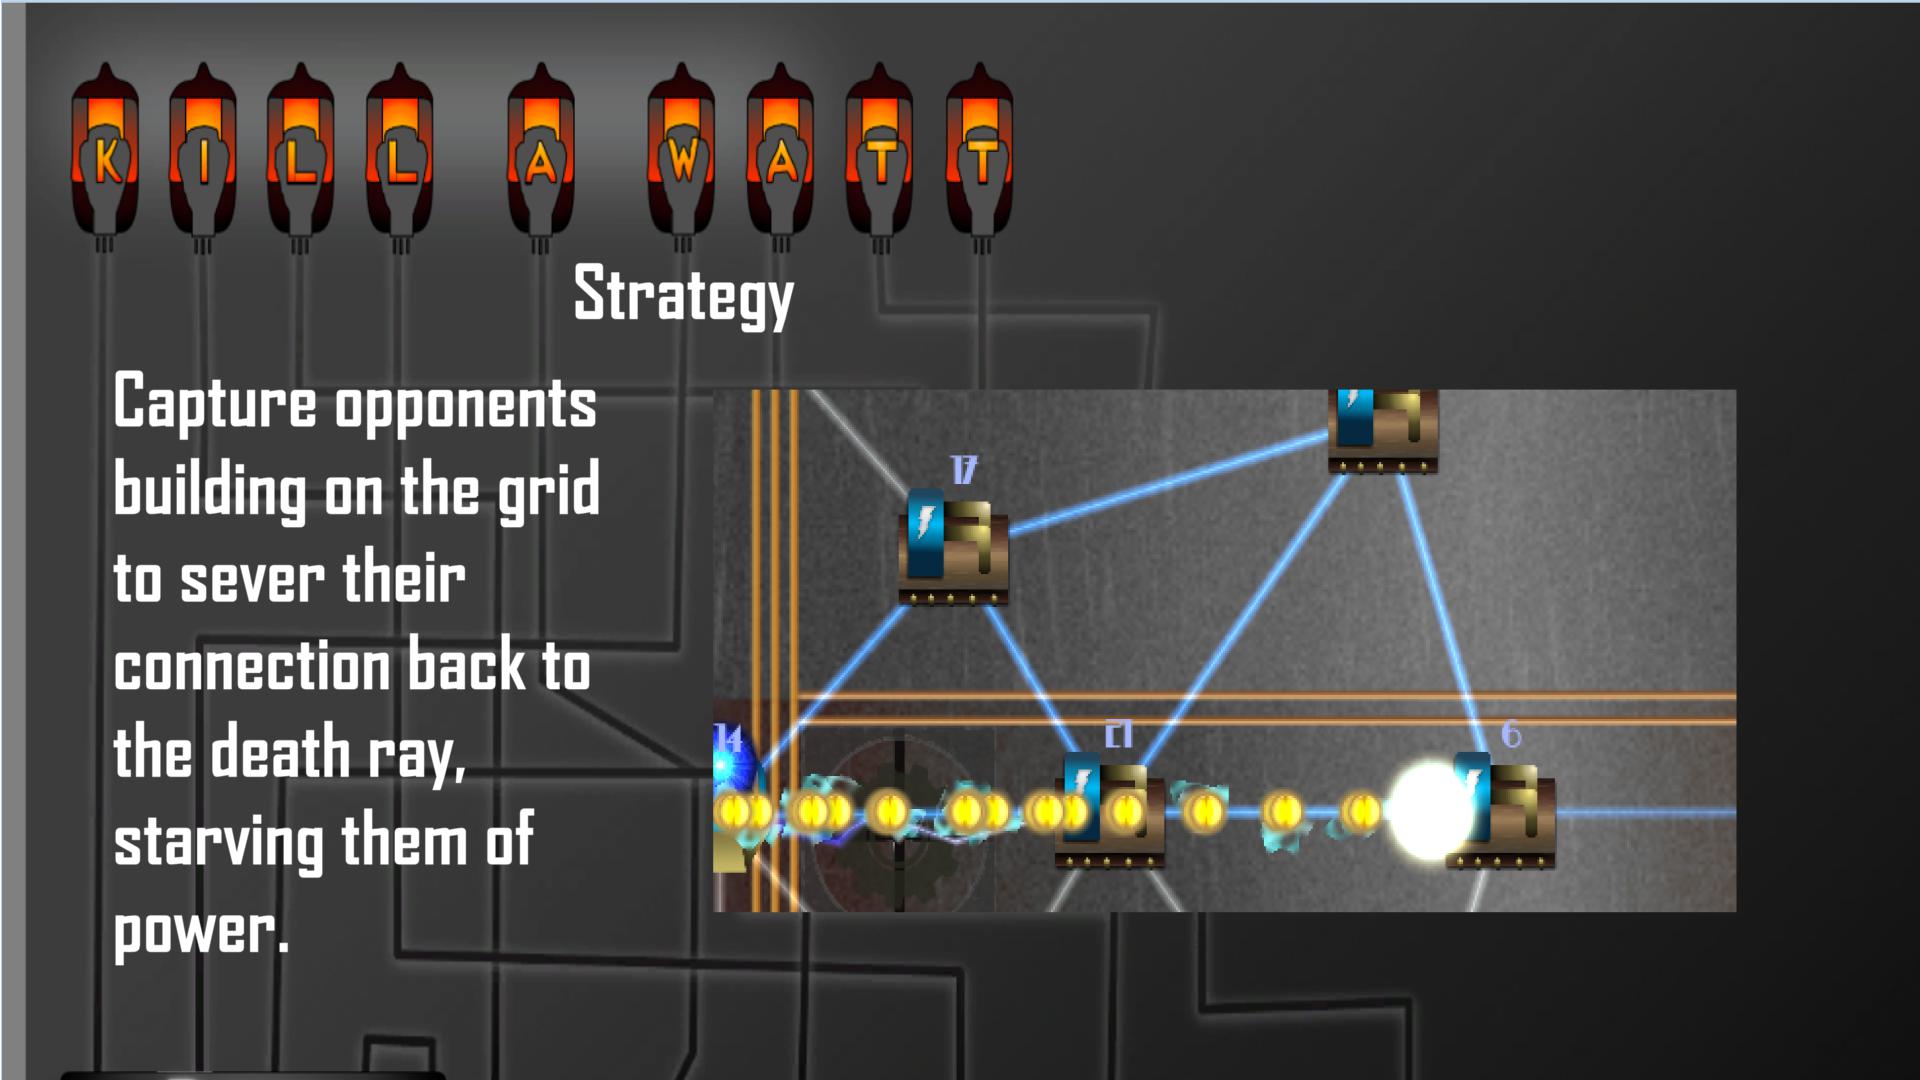 KILL A WATT
Strategy
Capture opponents
building on the grid
to sever their
connection back to
the death ray,
starving them of
power.
17
14
6